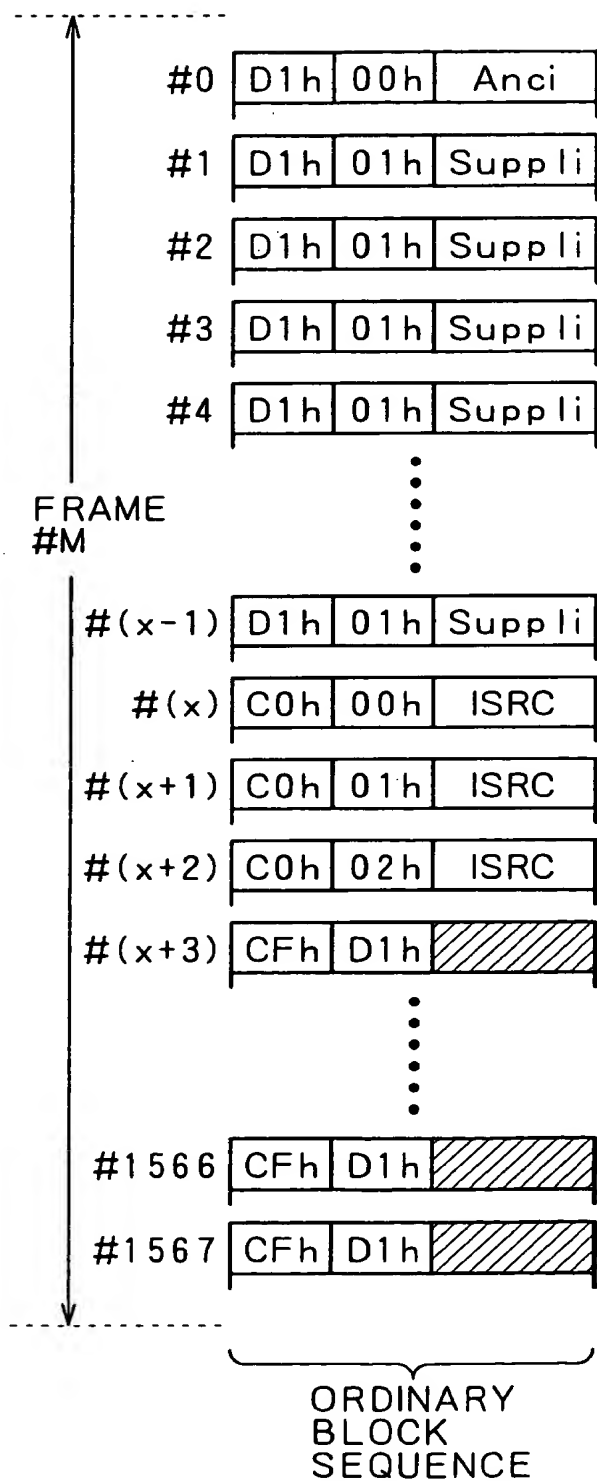 #0 D1h 00h Anci
#1 D1h 01h Suppli
#2 D1h 01h Suppli
#3 D1h 01h Suppli
#4 D1h 01h Suppli
FRAME
#M
#(x-1) D1h 01h Suppli
#(x) C0h 00h ISRC
#(x+1) C0h 01h ISRC
#(x+2) C0h 02h ISRC
#(x+3) CFh D1h
#1566 CFh D1h
#1567 CFh D1h
ORDINARY
BLOCK
SEQUENCE